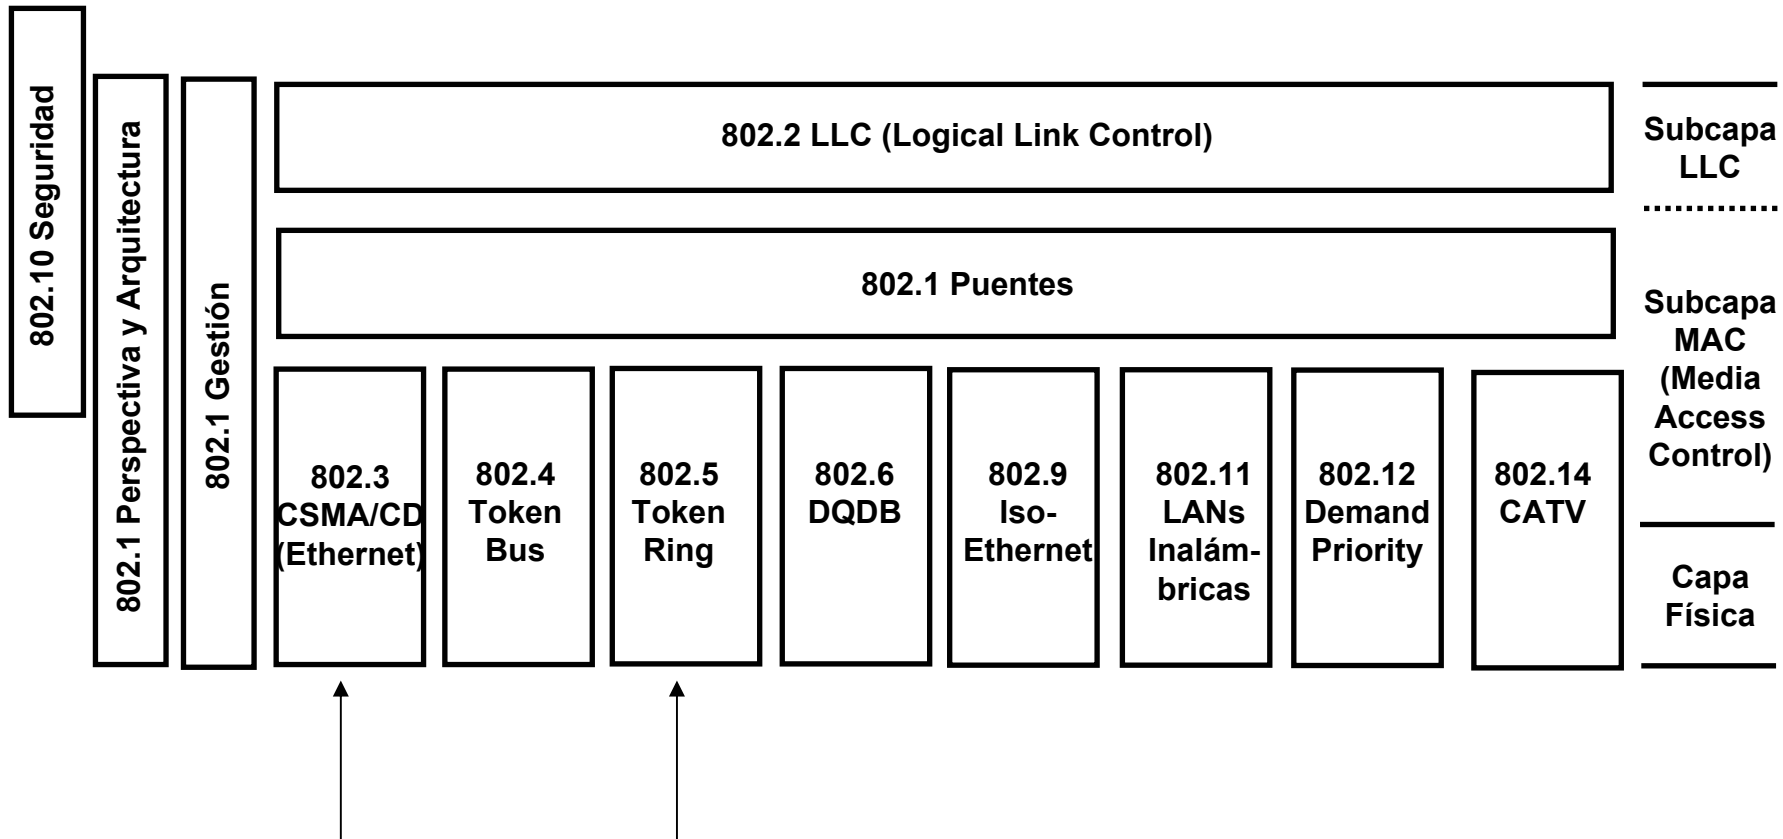 802.10 Seguridad
802.1 Perspectiva y Arquitectura
802.1 Gestión
802.2 LLC (Logical Link Control)
802.1 Puentes
802.3
CSMA/CD
(Ethernet)
802.4
Token
Bus
802.5
Token
Ring
802.6
DQDB
802.9
Iso-
Ethernet
802.11
LANs
Inalám-
bricas
802.12
Demand
Priority
802.14
CATV
Subcapa
LLC
Subcapa
MAC
(Media
Access
Control)
Capa
Física